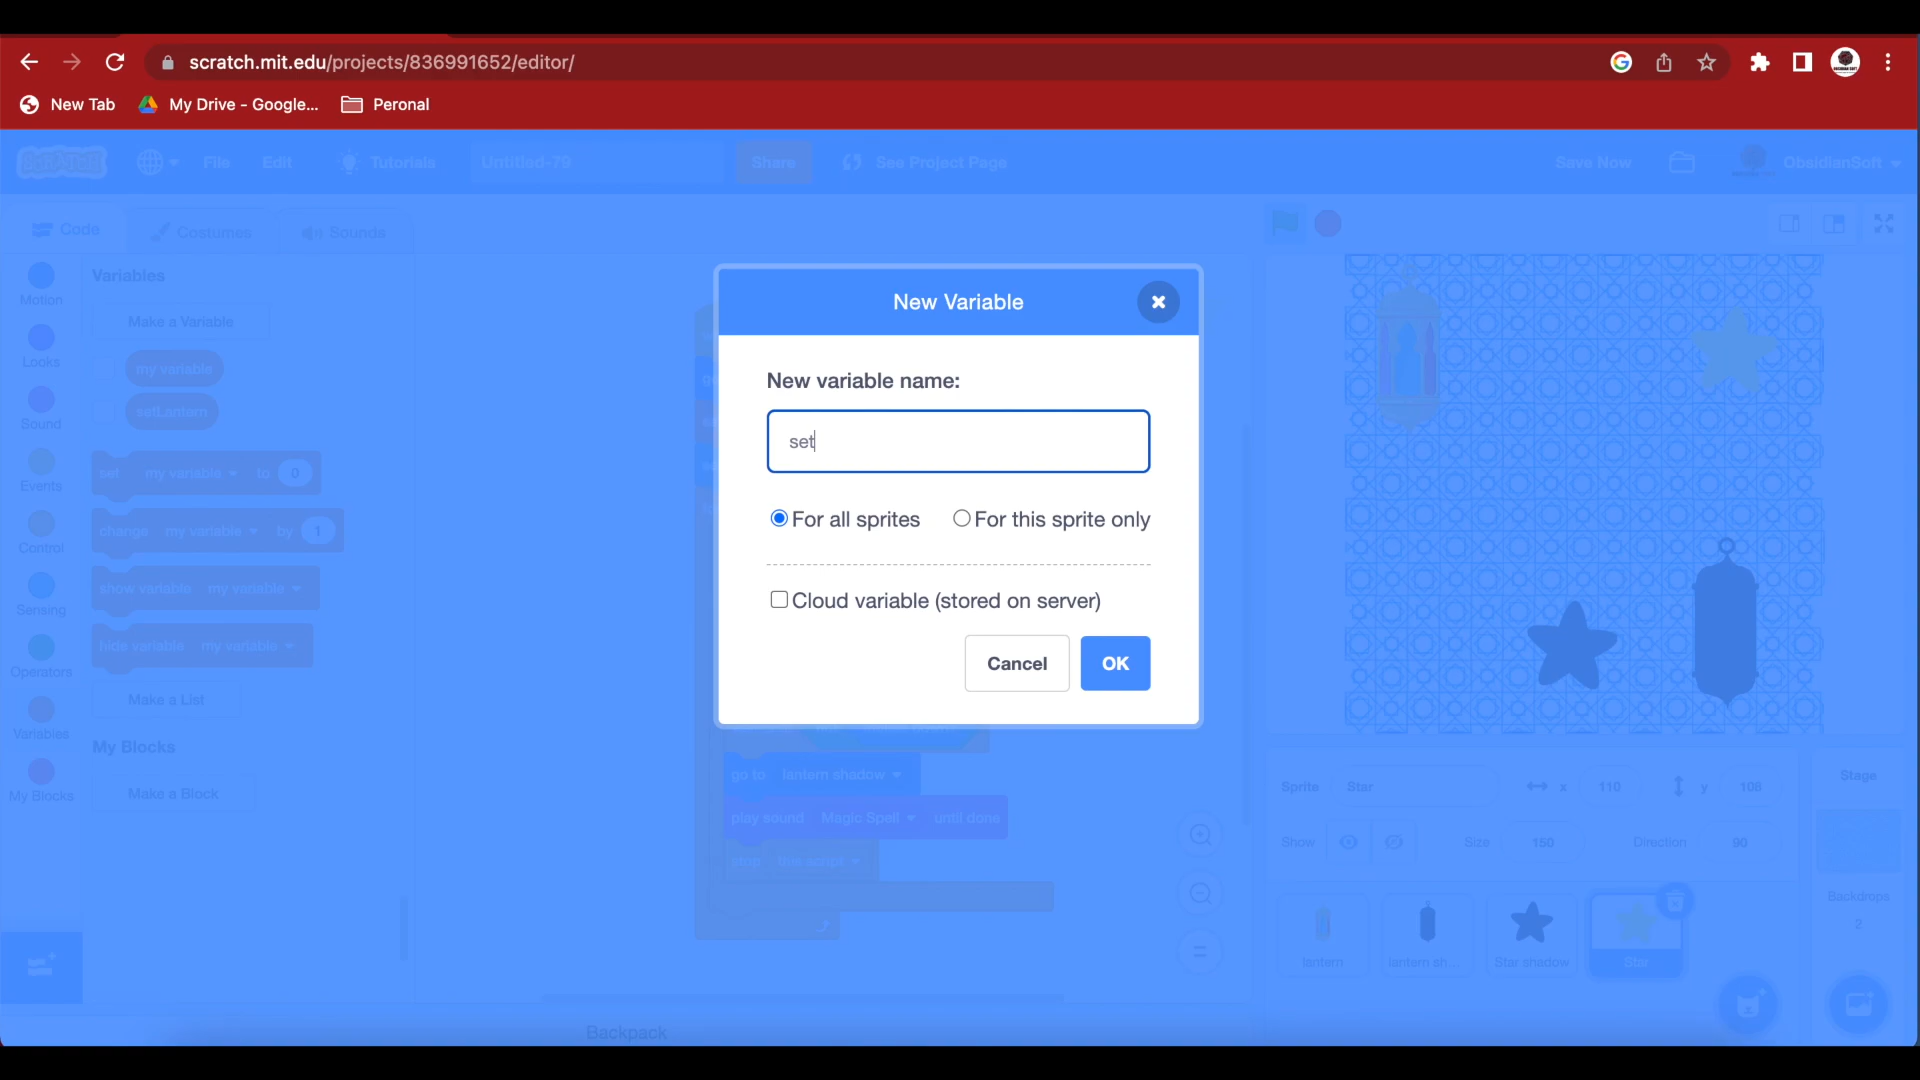 scratch.mit.edu/projects/836991652/editor/
New Tab
My Drive - Google...
Peronal
SCRATCH
File
Edit
Tutorials
Untitled-79
Share
See Project Page
Save Now
ObsidianSoft
Code
Costumes
Sounds
Motion
Looks
Sound
Events
Control
Sensing
Operators
Variables
My Blocks
Variables
Make a Variable
my variable
setLantern
set my variable to 0
change my variable by 1
show variable my variable
hide variable my variable
Make a List
My Blocks
Make a Block
New Variable
New variable name:
set
For all sprites
For this sprite only
Cloud variable (stored on server)
Cancel
OK
go to lantern shadow
play sound Magic Spell until done
stop this script
Backpack
Sprite Star x 110 y 108
Show Size 150 Direction 90
lantern
lantern sh...
Star shadow
Star
Stage
Backdrops
2